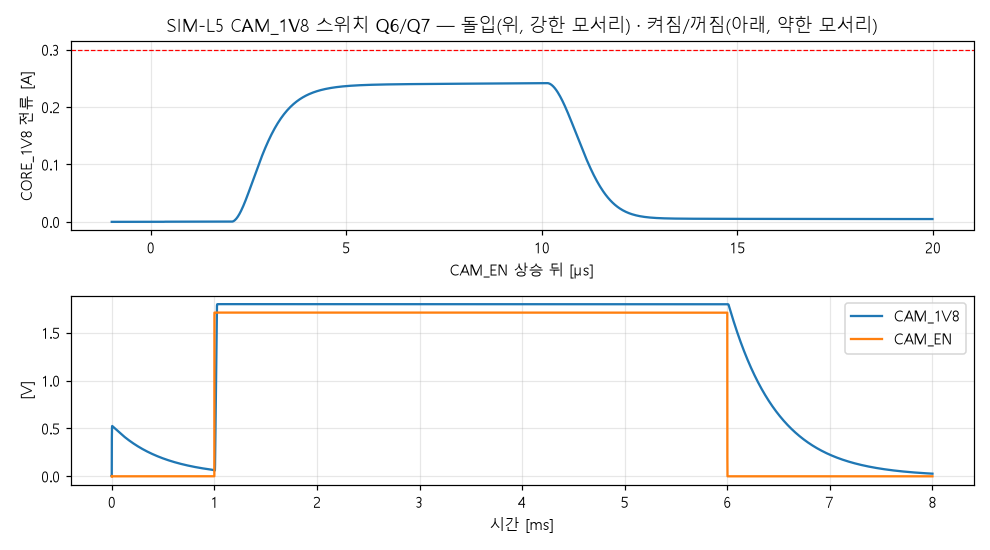 SIM-L5 CAM_1V8 스위치 Q6/Q7 — 돌입(위, 강한 모서리) · 켜짐/꺼짐(아래, 약한 모서리)
CORE_1V8 전류 [A]
0.3
0.2
0.1
0.0
0 5 10 15 20
CAM_EN 상승 뒤 [µs]
[V]
1.5
1.0
0.5
0.0
CAM_1V8
CAM_EN
0 1 2 3 4 5 6 7 8
시간 [ms]